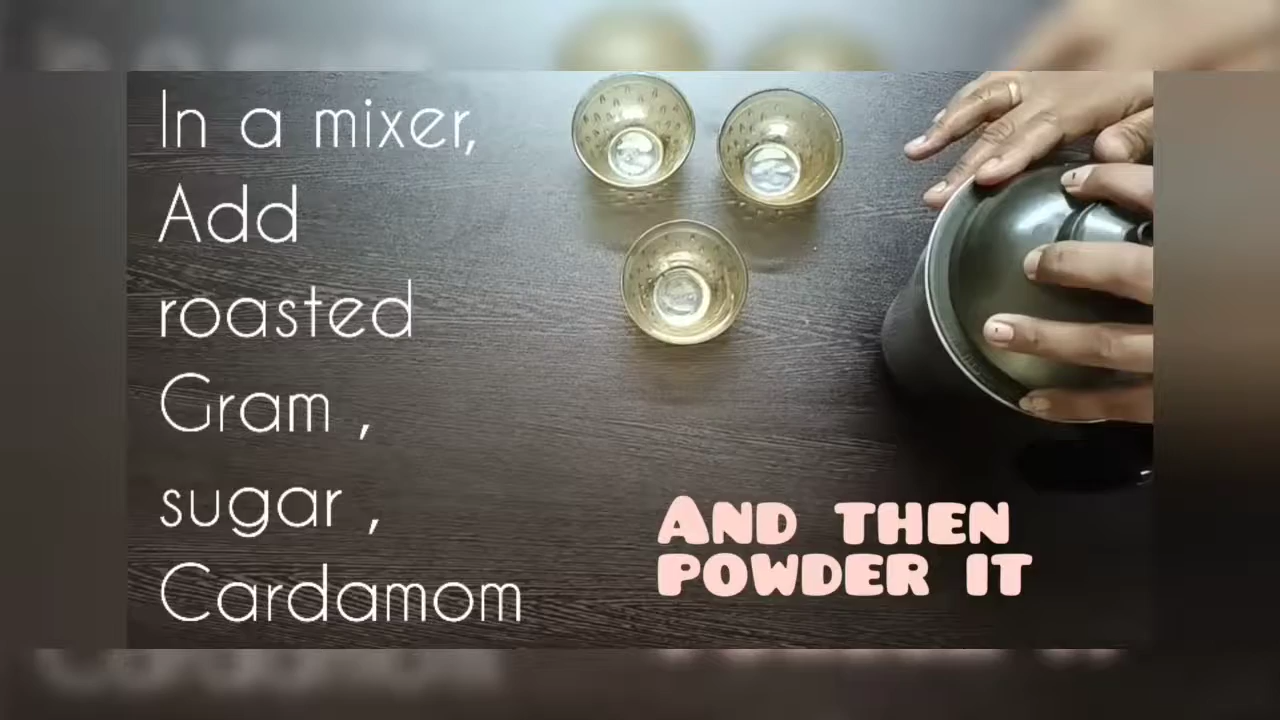 In a mixer,
Add
roasted
Gram ,
sugar ,
Cardamom
AND THEN
POWDER IT